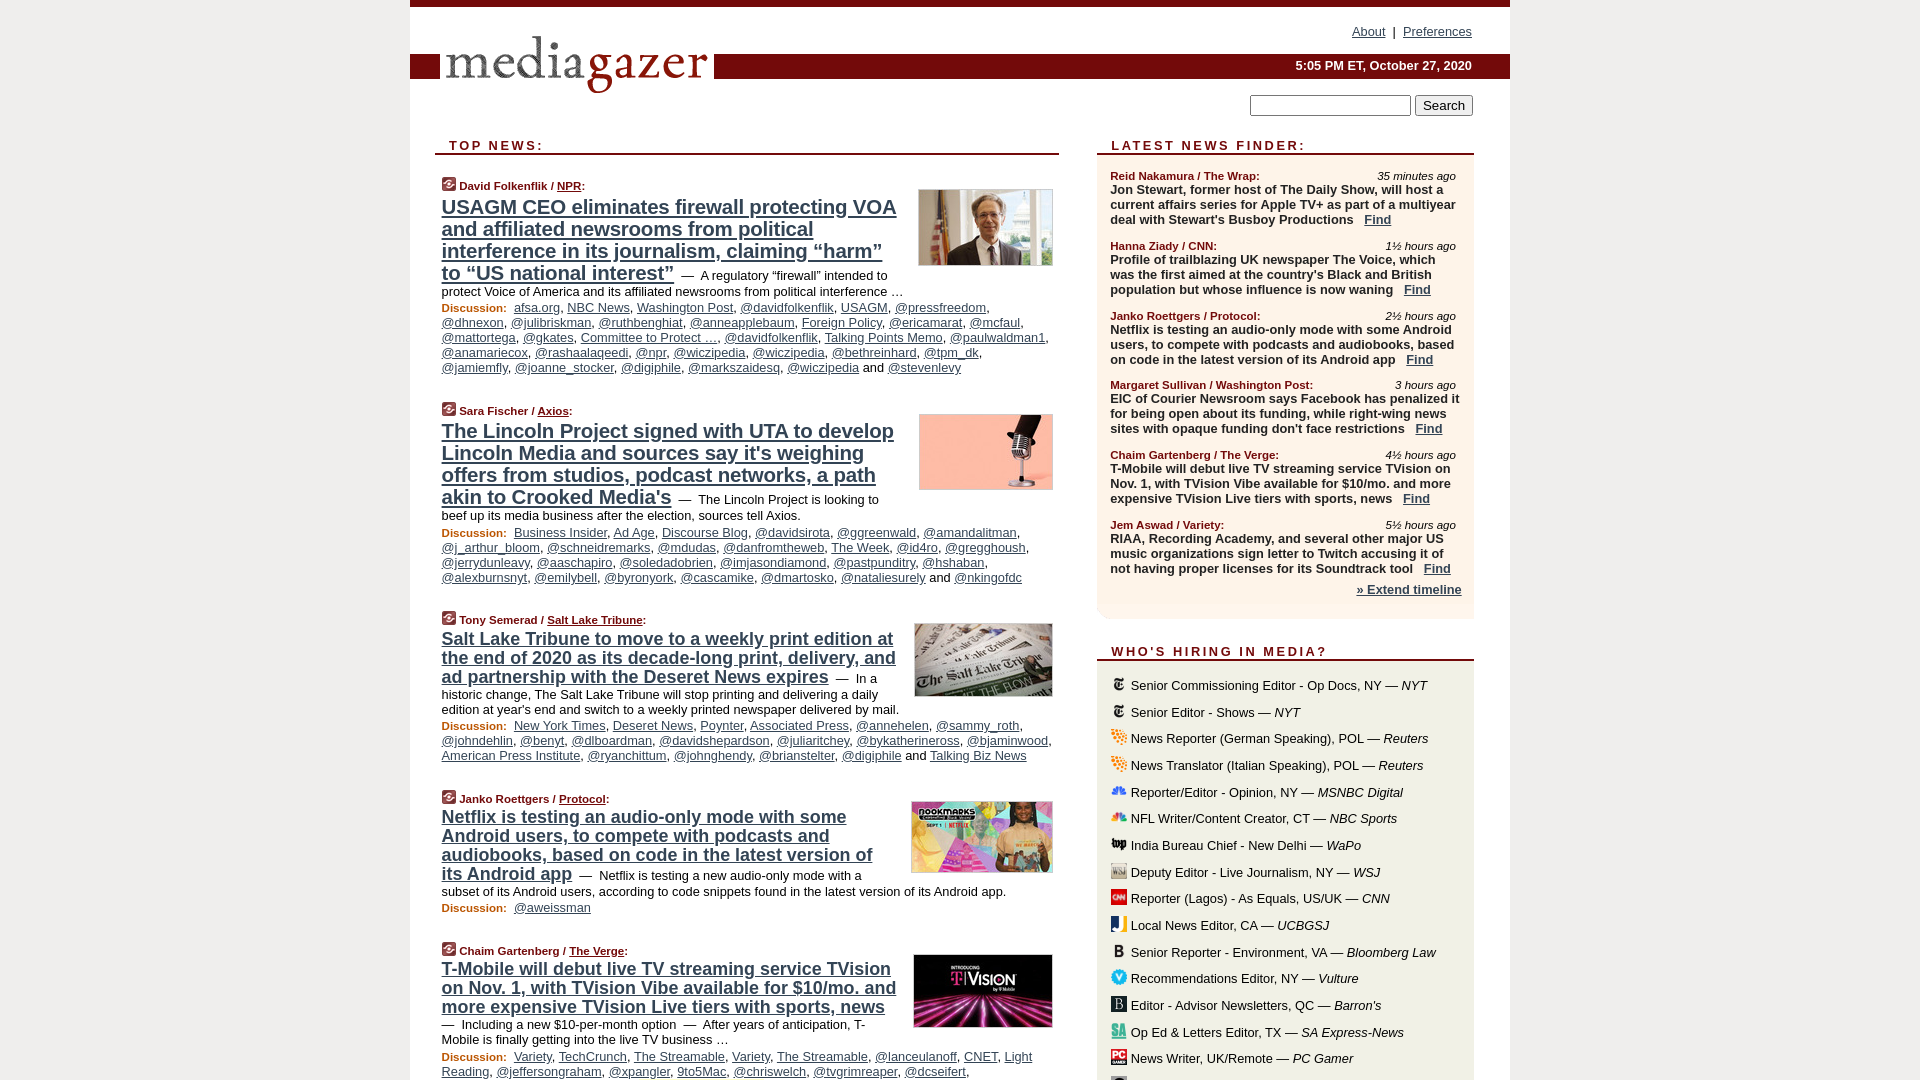 About | Preferences
mediagazer
5:05 PM ET, October 27, 2020
Search
TOP NEWS:
David Folkenflik / NPR:
USAGM CEO eliminates firewall protecting VOA
and affiliated newsrooms from political
interference in its journalism, claiming “harm”
to “US national interest” — A regulatory “firewall” intended to
protect Voice of America and its affiliated newsrooms from political interference …
Discussion: afsa.org, NBC News, Washington Post, @davidfolkenflik, USAGM, @pressfreedom,
@dhnexon, @julibriskman, @ruthbenghiat, @anneapplebaum, Foreign Policy, @ericamarat, @mcfaul,
@mattortega, @gkates, Committee to Protect …, @davidfolkenflik, Talking Points Memo, @paulwaldman1,
@anamariecox, @rashaalaqeedi, @npr, @wiczipedia, @wiczipedia, @bethreinhard, @tpm_dk,
@jamiemfly, @joanne_stocker, @digiphile, @markszaidesq, @wiczipedia and @stevenlevy
Sara Fischer / Axios:
The Lincoln Project signed with UTA to develop
Lincoln Media and sources say it's weighing
offers from studios, podcast networks, a path
akin to Crooked Media's — The Lincoln Project is looking to
beef up its media business after the election, sources tell Axios.
Discussion: Business Insider, Ad Age, Discourse Blog, @davidsirota, @ggreenwald, @amandalitman,
@j_arthur_bloom, @schneidremarks, @mdudas, @danfromtheweb, The Week, @id4ro, @gregghoush,
@jerrydunleavy, @aaschapiro, @soledadobrien, @imjasondiamond, @pastpunditry, @hshaban,
@alexburnsnyt, @emilybell, @byronyork, @cascamike, @dmartosko, @nataliesurely and @nkingofdc
Tony Semerad / Salt Lake Tribune:
Salt Lake Tribune to move to a weekly print edition at
the end of 2020 as its decade-long print, delivery, and
ad partnership with the Deseret News expires — In a
historic change, The Salt Lake Tribune will stop printing and delivering a daily
edition at year's end and switch to a weekly printed newspaper delivered by mail.
The Salt Lake Tribune
Discussion: New York Times, Deseret News, Poynter, Associated Press, @annehelen, @sammy_roth,
@johndehlin, @benyt, @dlboardman, @davidshepardson, @juliaritchey, @bykatherineross, @bjaminwood,
American Press Institute, @ryanchittum, @johnghendy, @brianstelter, @digiphile and Talking Biz News
Janko Roettgers / Protocol:
Netflix is testing an audio-only mode with some
Android users, to compete with podcasts and
audiobooks, based on code in the latest version of
its Android app — Netflix is testing a new audio-only mode with a
subset of its Android users, according to code snippets found in the latest version of its Android app.
BOOKMARKS
SEPT 1 | NETFLIX
Discussion: @aweissman
Chaim Gartenberg / The Verge:
T-Mobile will debut live TV streaming service TVision
on Nov. 1, with TVision Vibe available for $10/mo. and
more expensive TVision Live tiers with sports, news
— Including a new $10-per-month option — After years of anticipation, T-
Mobile is finally getting into the live TV business …
INTRODUCING
TVISION
by T Mobile
Discussion: Variety, TechCrunch, The Streamable, Variety, The Streamable, @lanceulanoff, CNET, Light
Reading, @jeffersongraham, @xpangler, 9to5Mac, @chriswelch, @tvgrimreaper, @dcseifert,
LATEST NEWS FINDER:
Reid Nakamura / The Wrap: 35 minutes ago
Jon Stewart, former host of The Daily Show, will host a
current affairs series for Apple TV+ as part of a multiyear
deal with Stewart's Busboy Productions Find
Hanna Ziady / CNN: 1½ hours ago
Profile of trailblazing UK newspaper The Voice, which
was the first aimed at the country's Black and British
population but whose influence is now waning Find
Janko Roettgers / Protocol: 2½ hours ago
Netflix is testing an audio-only mode with some Android
users, to compete with podcasts and audiobooks, based
on code in the latest version of its Android app Find
Margaret Sullivan / Washington Post: 3 hours ago
EIC of Courier Newsroom says Facebook has penalized it
for being open about its funding, while right-wing news
sites with opaque funding don't face restrictions Find
Chaim Gartenberg / The Verge: 4½ hours ago
T-Mobile will debut live TV streaming service TVision on
Nov. 1, with TVision Vibe available for $10/mo. and more
expensive TVision Live tiers with sports, news Find
Jem Aswad / Variety: 5½ hours ago
RIAA, Recording Academy, and several other major US
music organizations sign letter to Twitch accusing it of
not having proper licenses for its Soundtrack tool Find
» Extend timeline
WHO'S HIRING IN MEDIA?
Senior Commissioning Editor - Op Docs, NY — NYT
Senior Editor - Shows — NYT
News Reporter (German Speaking), POL — Reuters
News Translator (Italian Speaking), POL — Reuters
Reporter/Editor - Opinion, NY — MSNBC Digital
NFL Writer/Content Creator, CT — NBC Sports
wp India Bureau Chief - New Delhi — WaPo
WSJ Deputy Editor - Live Journalism, NY — WSJ
CNN Reporter (Lagos) - As Equals, US/UK — CNN
Local News Editor, CA — UCBGSJ
B Senior Reporter - Environment, VA — Bloomberg Law
Recommendations Editor, NY — Vulture
B Editor - Advisor Newsletters, QC — Barron's
SA Op Ed & Letters Editor, TX — SA Express-News
PC GAMER News Writer, UK/Remote — PC Gamer